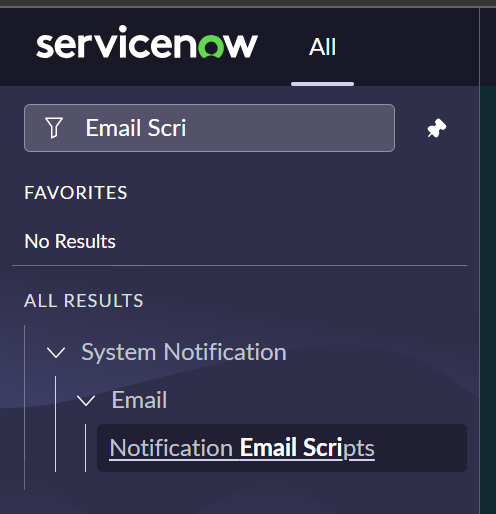 servicenow All
Email Scri
FAVORITES
No Results
ALL RESULTS
System Notification
Email
Notification Email Scripts